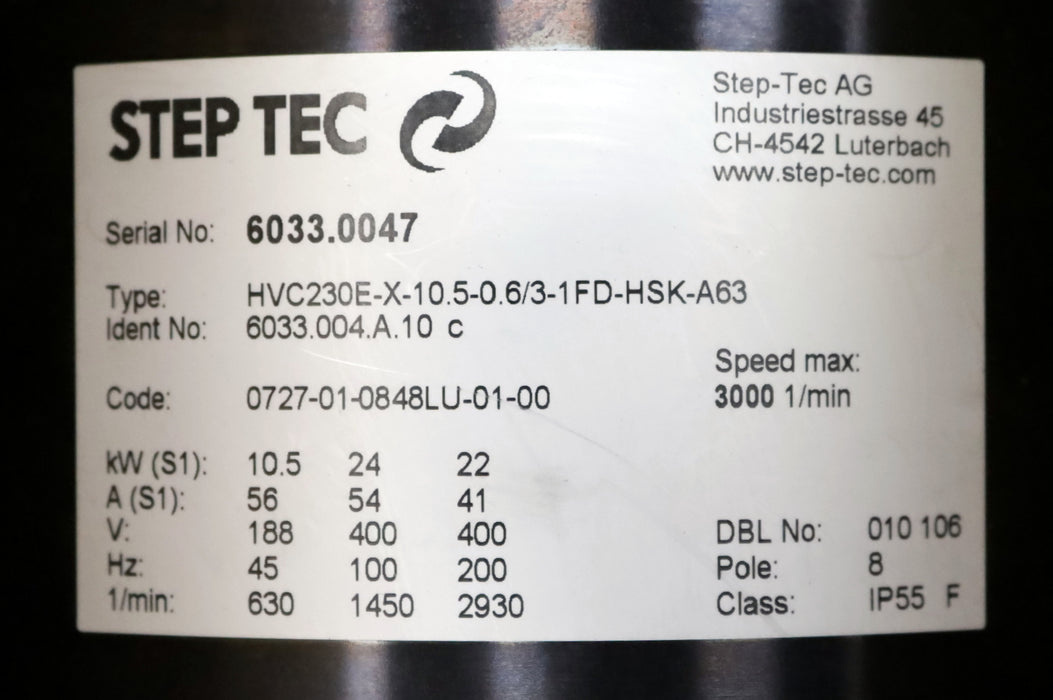 STEP TEC
Step-Tec AG
Industriestrasse 45
CH-4542 Luterbach
www.step-tec.com
Serial No: 6033.0047
Type: HVC230E-X-10.5-0.6/3-1FD-HSK-A63
Ident No: 6033.004.A.10 c
Speed max:
3000 1/min
Code: 0727-01-0848LU-01-00
kW (S1): 10.5 24 22
A (S1): 56 54 41
V: 188 400 400
Hz: 45 100 200
1/min: 630 1450 2930
DBL No: 010 106
Pole: 8
Class: IP55 F